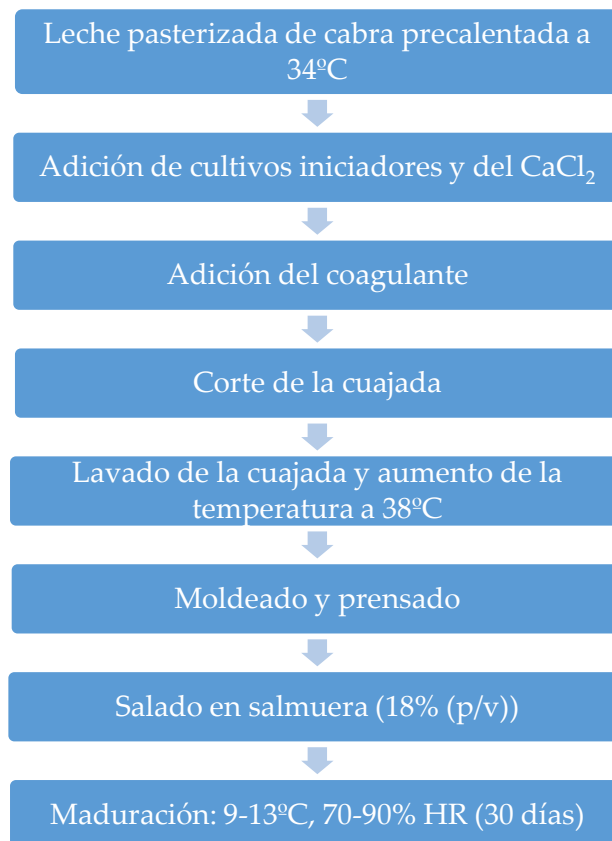 Leche pasterizada de cabra precalentada a
34ºC
Adición de cultivos iniciadores y del CaCl₂
Adición del coagulante
Corte de la cuajada
Lavado de la cuajada y aumento de la
temperatura a 38ºC
Moldeado y prensado
Salado en salmuera (18% (p/v))
Maduración: 9-13ºC, 70-90% HR (30 días)